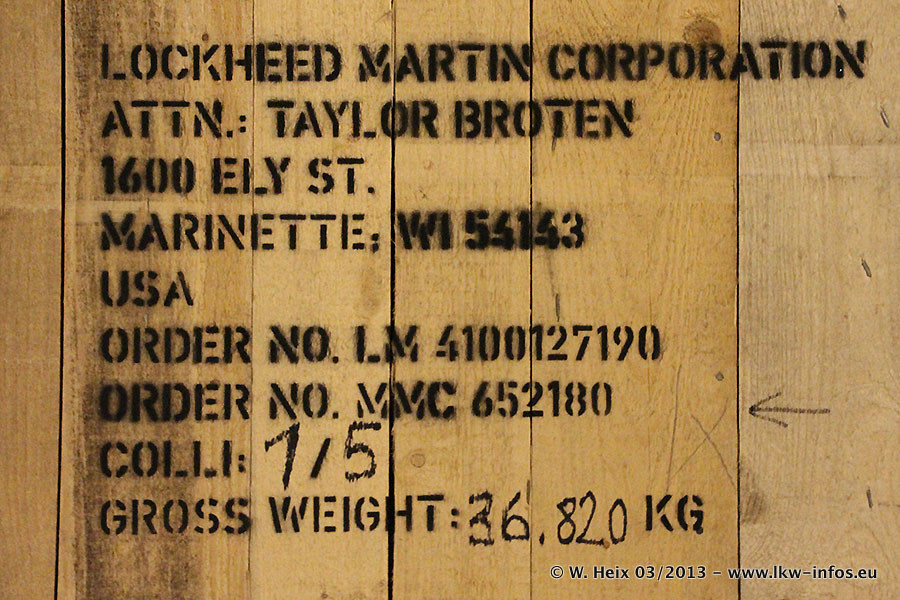 LOCKHEED MARTIN CORPORATION
ATTN.: TAYLOR BROTEN
1600 ELY ST.
MARINETTE; WI 54143
USA
ORDER NO. LM 4100127190
ORDER NO. MMC 652180
COLLI: 1/5
GROSS WEIGHT: 36.820 KG
© W. Heix 03/2013 - www.lkw-infos.eu